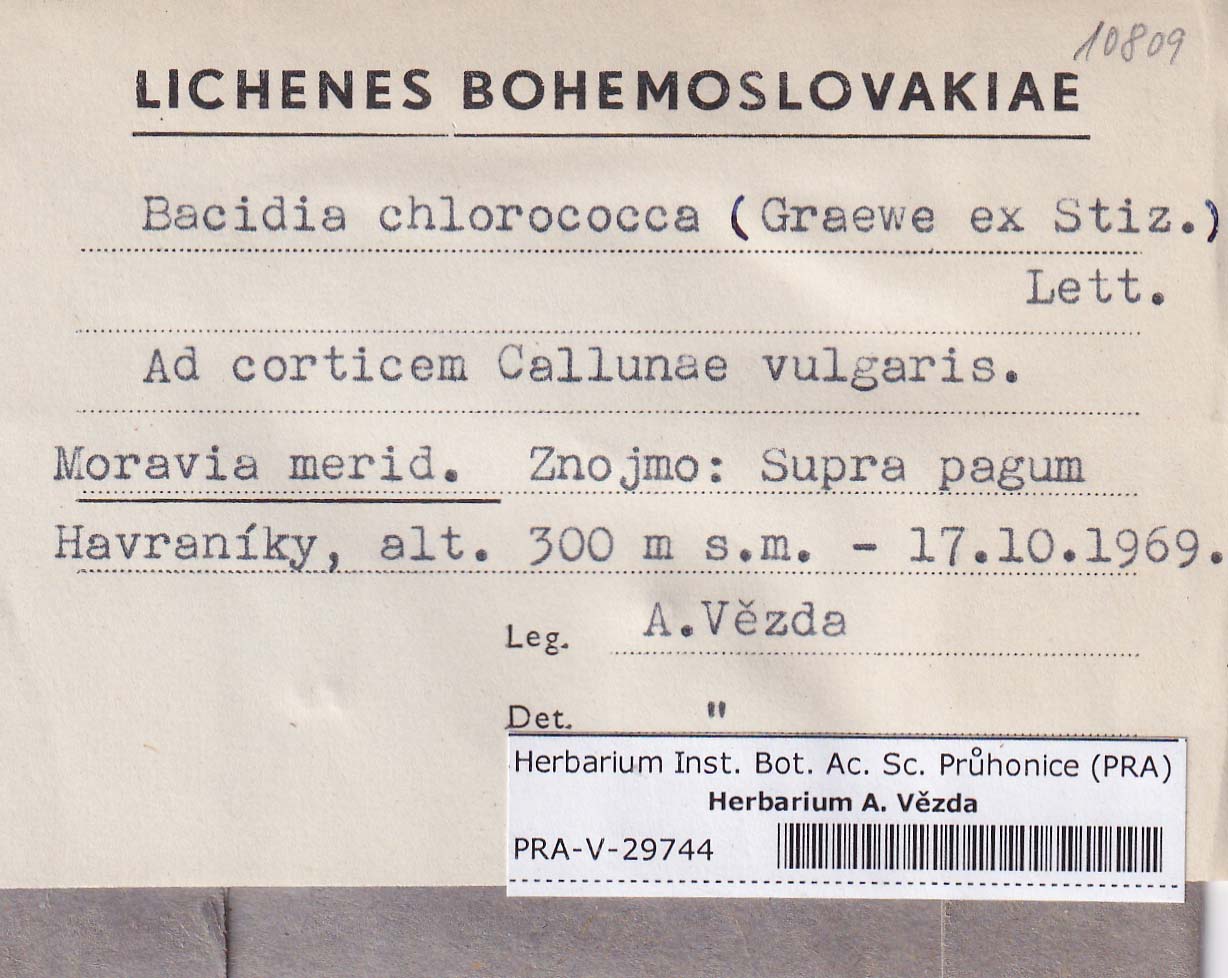 10809
LICHENES BOHEMOSLOVAKIAE
Bacidia chlorococca (Graewe ex Stiz.)
Lett.
Ad corticem Callunae vulgaris.
Moravia merid. Znojmo: Supra pagum
Havraníky, alt. 300 m s.m. - 17.10.1969.
Leg. A.Vězda
Det. "
Herbarium Inst. Bot. Ac. Sc. Průhonice (PRA)
Herbarium A. Vězda
PRA-V-29744